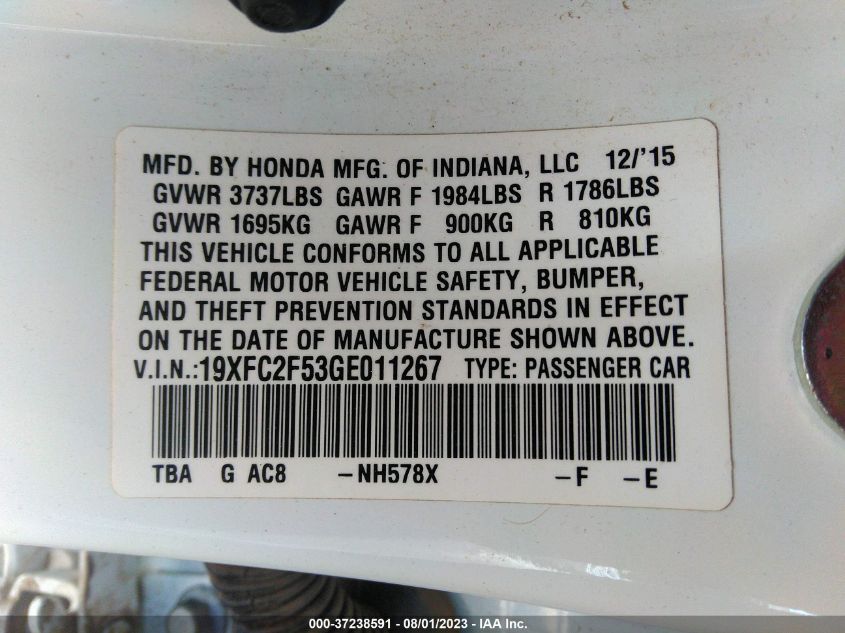 MFD. BY HONDA MFG. OF INDIANA, LLC 12/'15
GVWR 3737LBS GAWR F 1984LBS R 1786LBS
GVWR 1695KG GAWR F 900KG R 810KG
THIS VEHICLE CONFORMS TO ALL APPLICABLE
FEDERAL MOTOR VEHICLE SAFETY, BUMPER,
AND THEFT PREVENTION STANDARDS IN EFFECT
ON THE DATE OF MANUFACTURE SHOWN ABOVE.
V.I.N.:19XFC2F53GE011267 TYPE: PASSENGER CAR
TBA G AC8 –NH578X –F –E
000-37238591 - 08/01/2023 - IAA Inc.